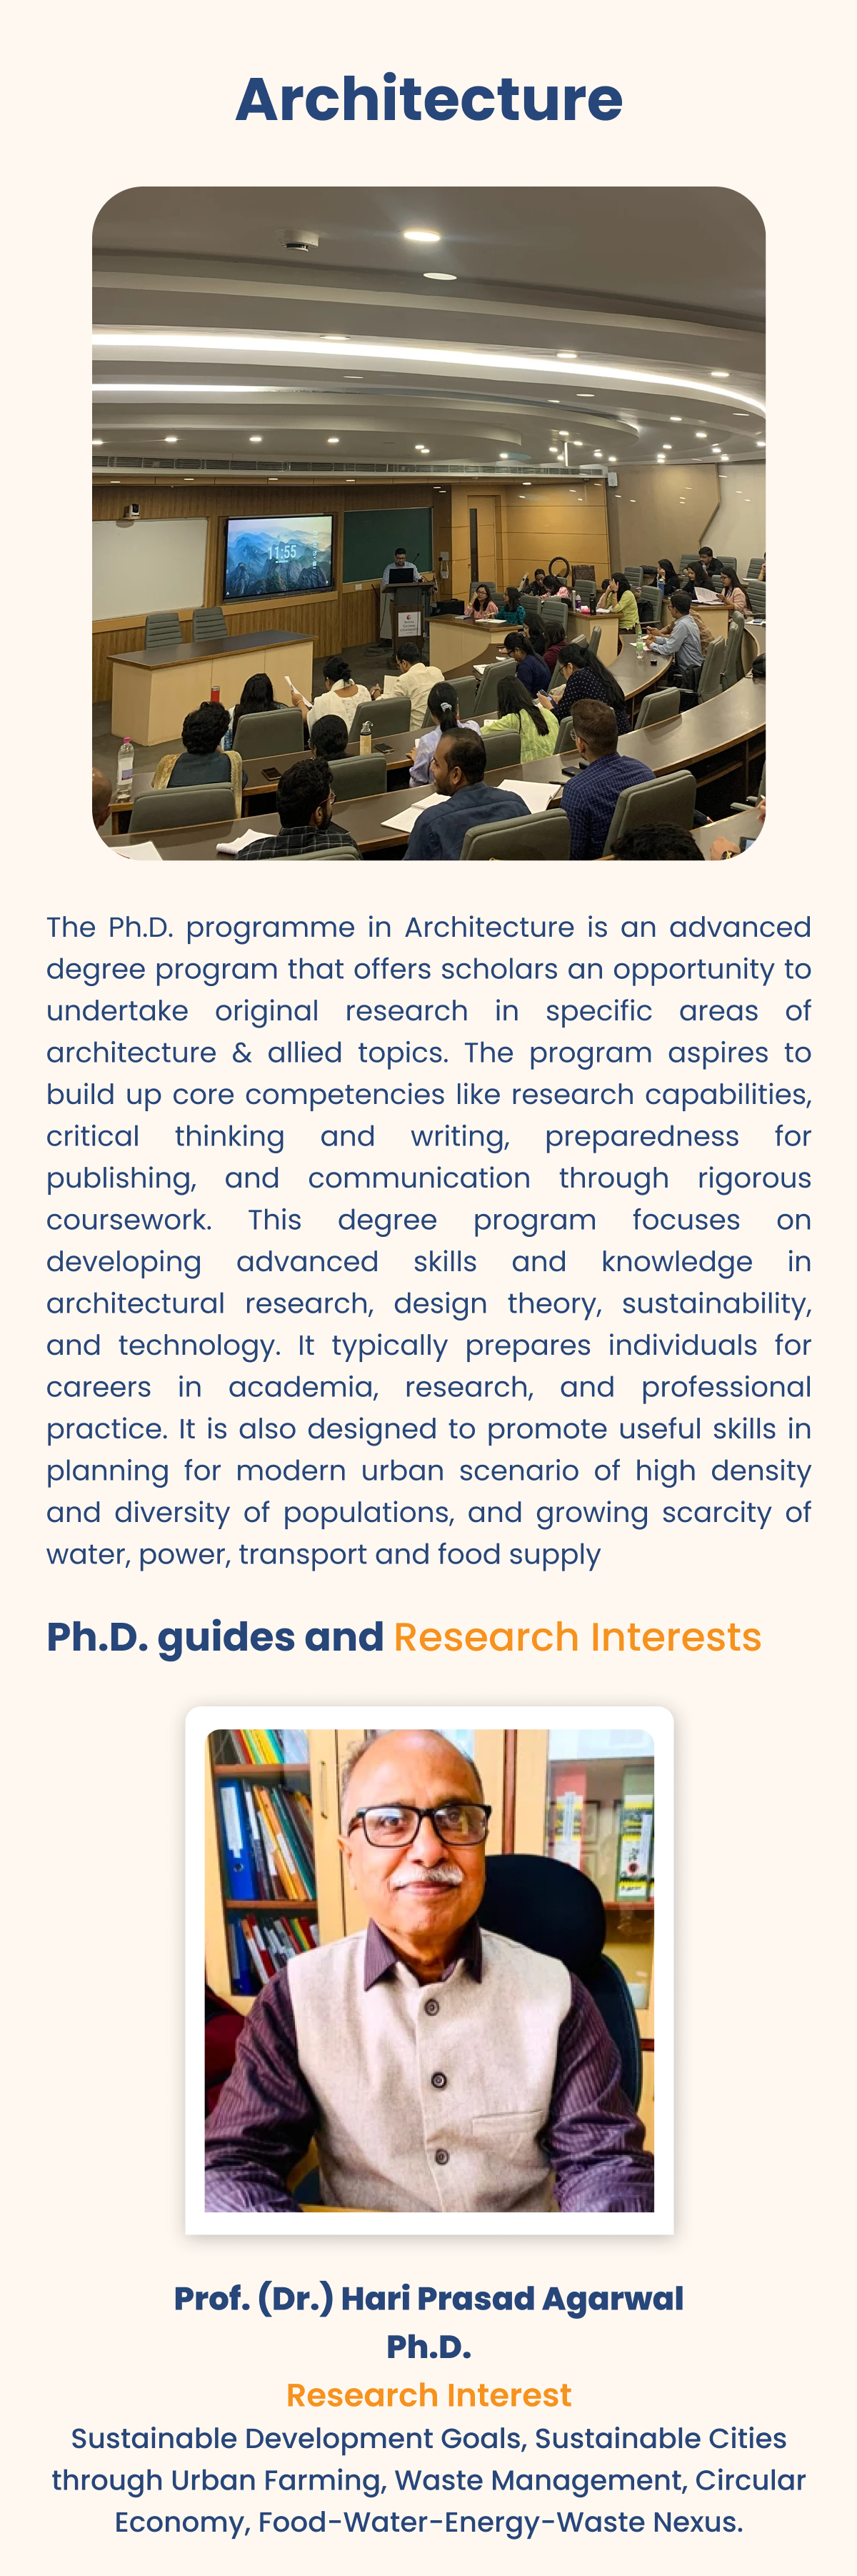 Architecture
11:55
The Ph.D. programme in Architecture is an advanced
degree program that offers scholars an opportunity to
undertake original research in specific areas of
architecture & allied topics. The program aspires to
build up core competencies like research capabilities,
critical thinking and writing, preparedness for
publishing, and communication through rigorous
coursework. This degree program focuses on
developing advanced skills and knowledge in
architectural research, design theory, sustainability,
and technology. It typically prepares individuals for
careers in academia, research, and professional
practice. It is also designed to promote useful skills in
planning for modern urban scenario of high density
and diversity of populations, and growing scarcity of
water, power, transport and food supply
Ph.D. guides and Research Interests
Prof. (Dr.) Hari Prasad Agarwal
Ph.D.
Research Interest
Sustainable Development Goals, Sustainable Cities
through Urban Farming, Waste Management, Circular
Economy, Food-Water-Energy-Waste Nexus.